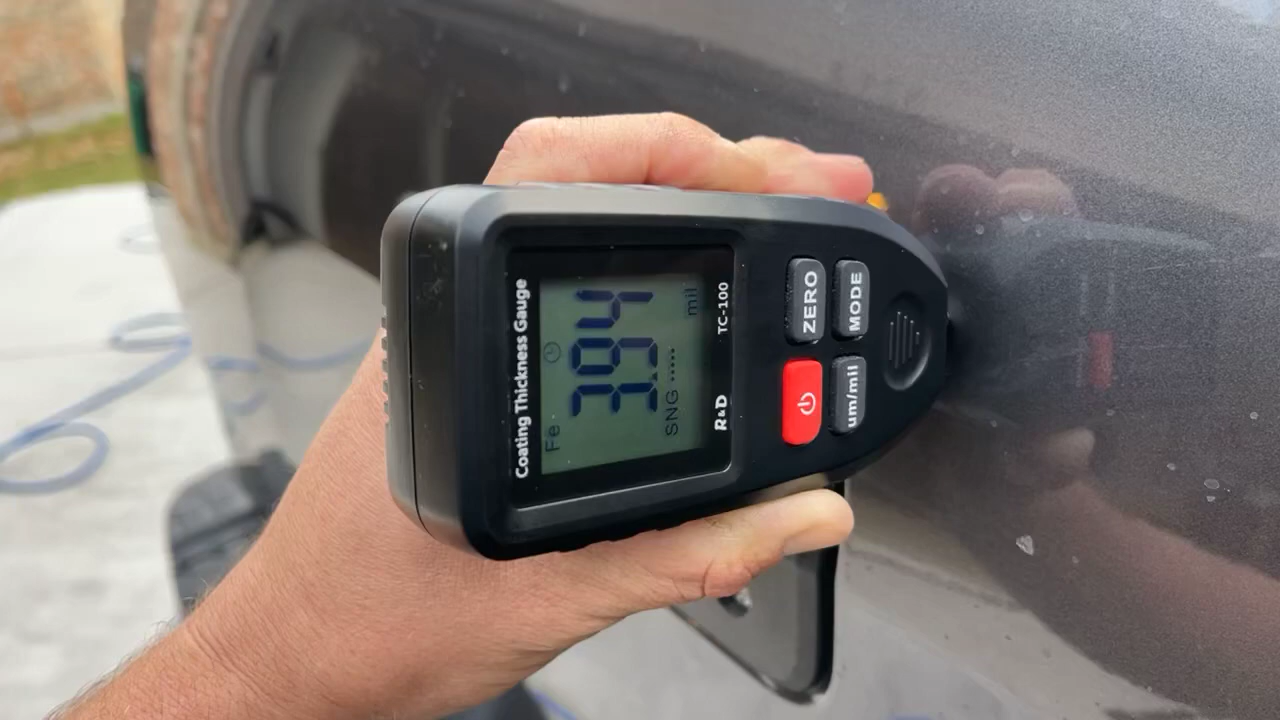 Coating Thickness Gauge
Fe
3.94
SNG ----- mil
R&D TC-100
ZERO
um/mil MODE